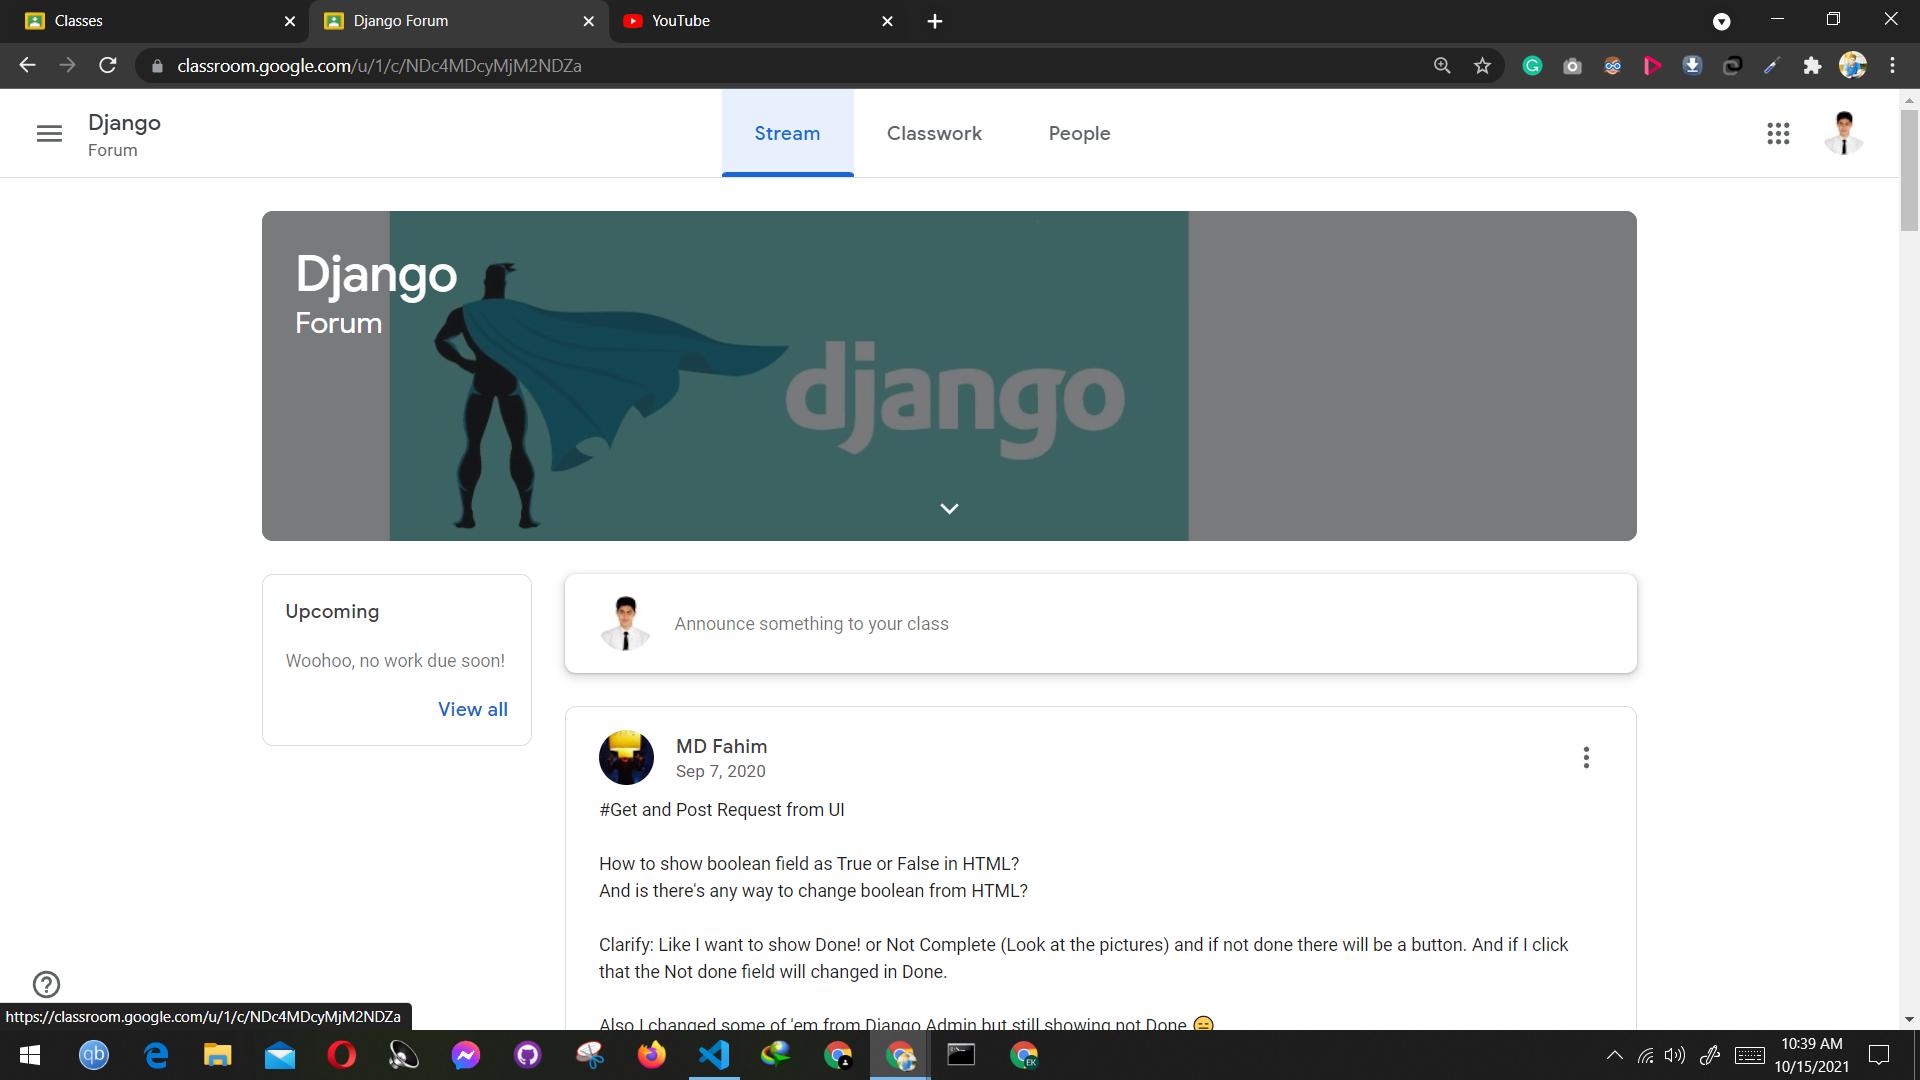 Classes
Django Forum
YouTube
classroom.google.com/u/1/c/NDc4MDcyMjM2NDZa
Django
Forum
Stream
Classwork
People
Django
Forum
django
Upcoming
Woohoo, no work due soon!
View all
Announce something to your class
MD Fahim
Sep 7, 2020
#Get and Post Request from UI
How to show boolean field as True or False in HTML?
And is there's any way to change boolean from HTML?
Clarify: Like I want to show Done! or Not Complete (Look at the pictures) and if not done there will be a button. And if I click
that the Not done field will changed in Done.
Also I changed some of 'em from Django Admin but still showing not Done 😑
https://classroom.google.com/u/1/c/NDc4MDcyMjM2NDZa
qb
EK
10:39 AM
10/15/2021